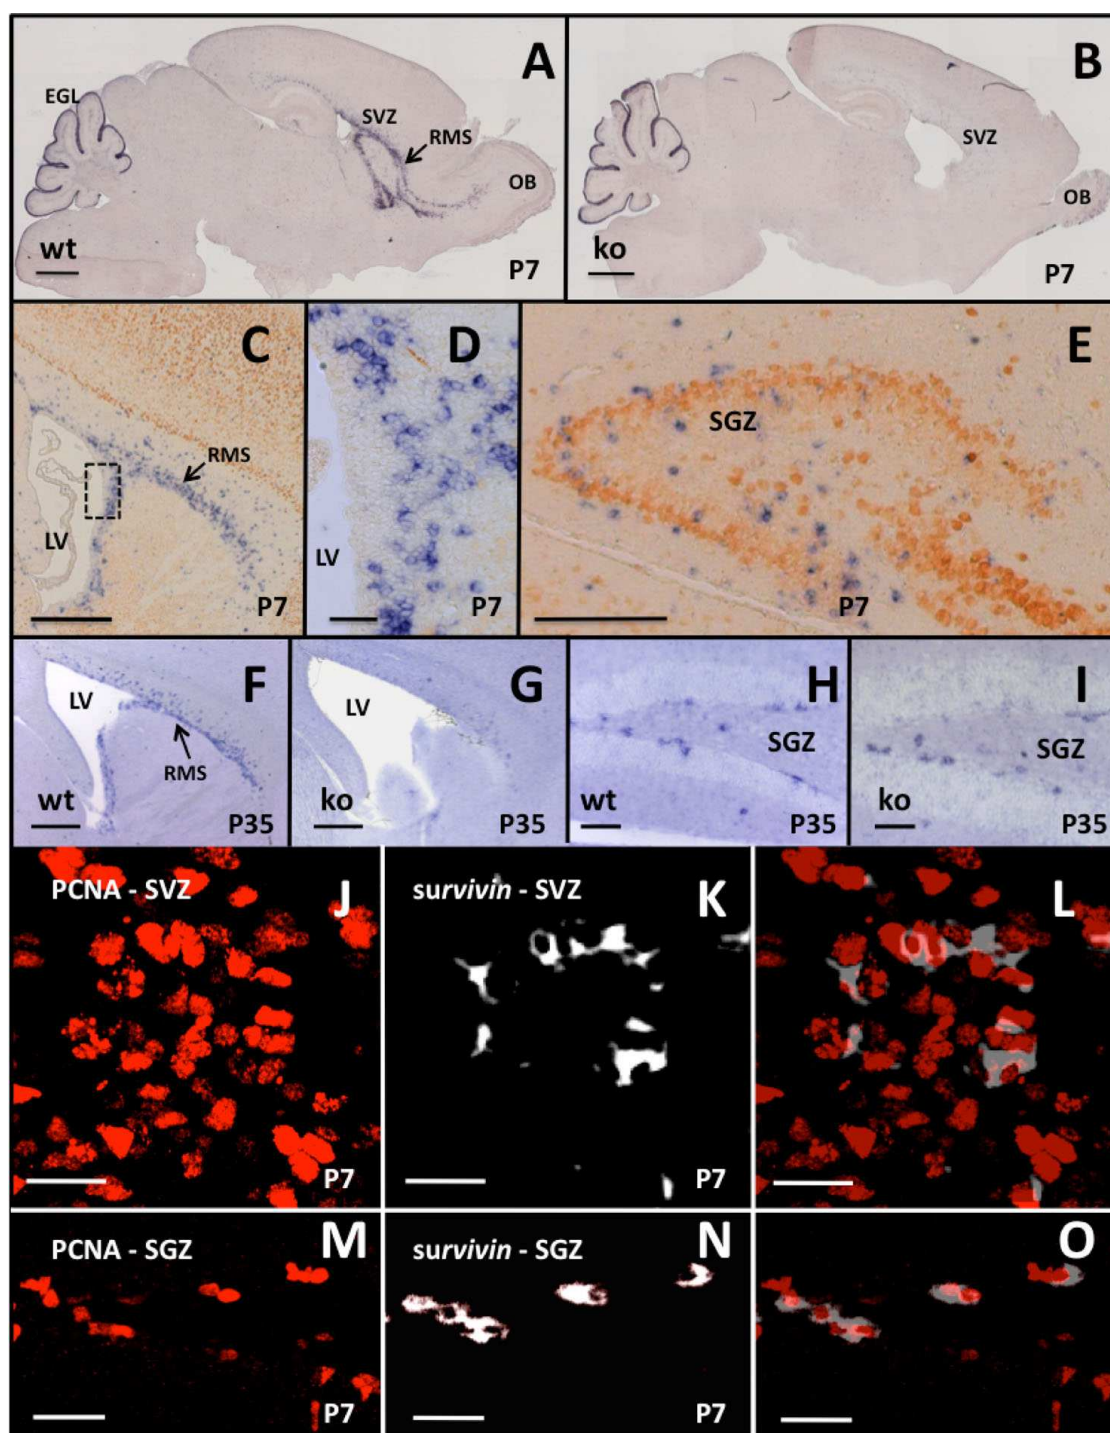 A
EGL
SVZ
RMS
OB
wt
P7
B
SVZ
OB
ko
P7
C
RMS
LV
P7
D
LV
P7
E
SGZ
P7
F
LV
RMS
wt
P35
G
LV
ko
P35
H
SGZ
wt
P35
I
SGZ
ko
P35
PCNA - SVZ
J
P7
survivin - SVZ
K
P7
L
PCNA - SGZ
M
P7
survivin - SGZ
N
P7
O